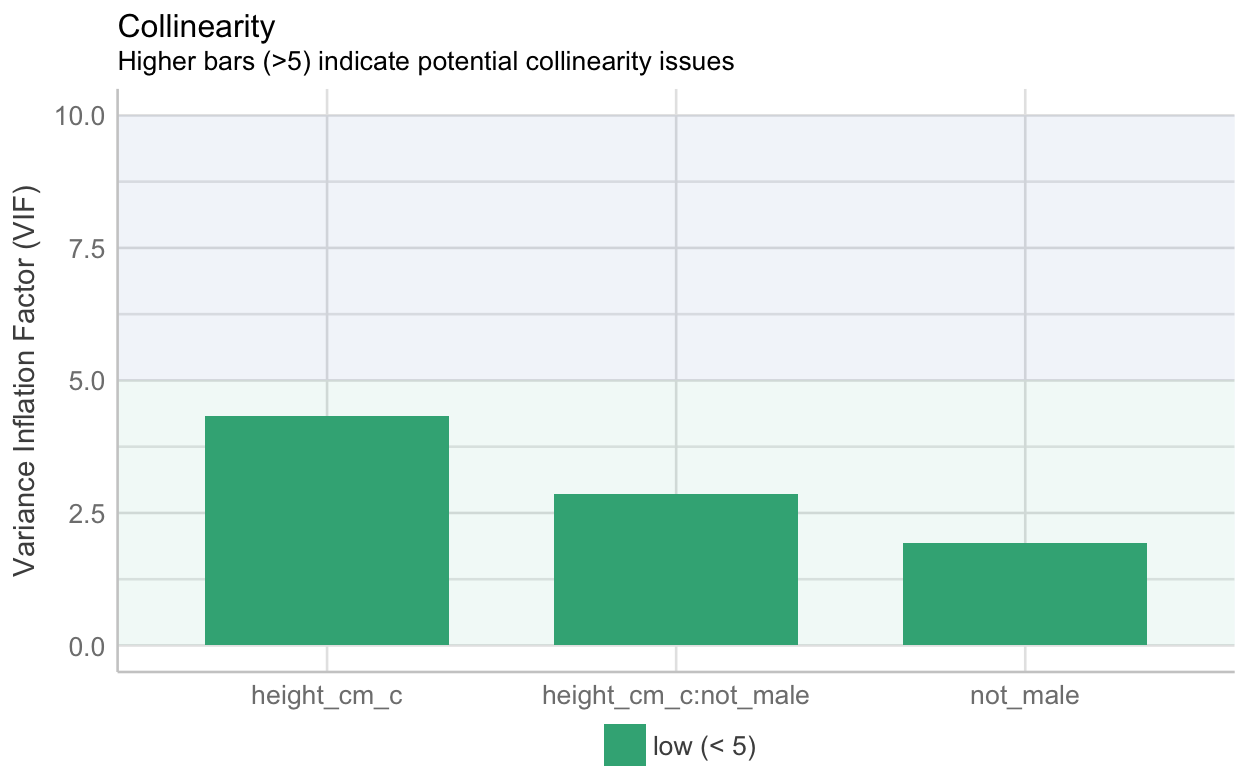 Collinearity
Higher bars (>5) indicate potential collinearity issues
Variance Inflation Factor (VIF)
10.0
7.5
5.0
2.5
0.0
height_cm_c
height_cm_c:not_male
not_male
low (< 5)